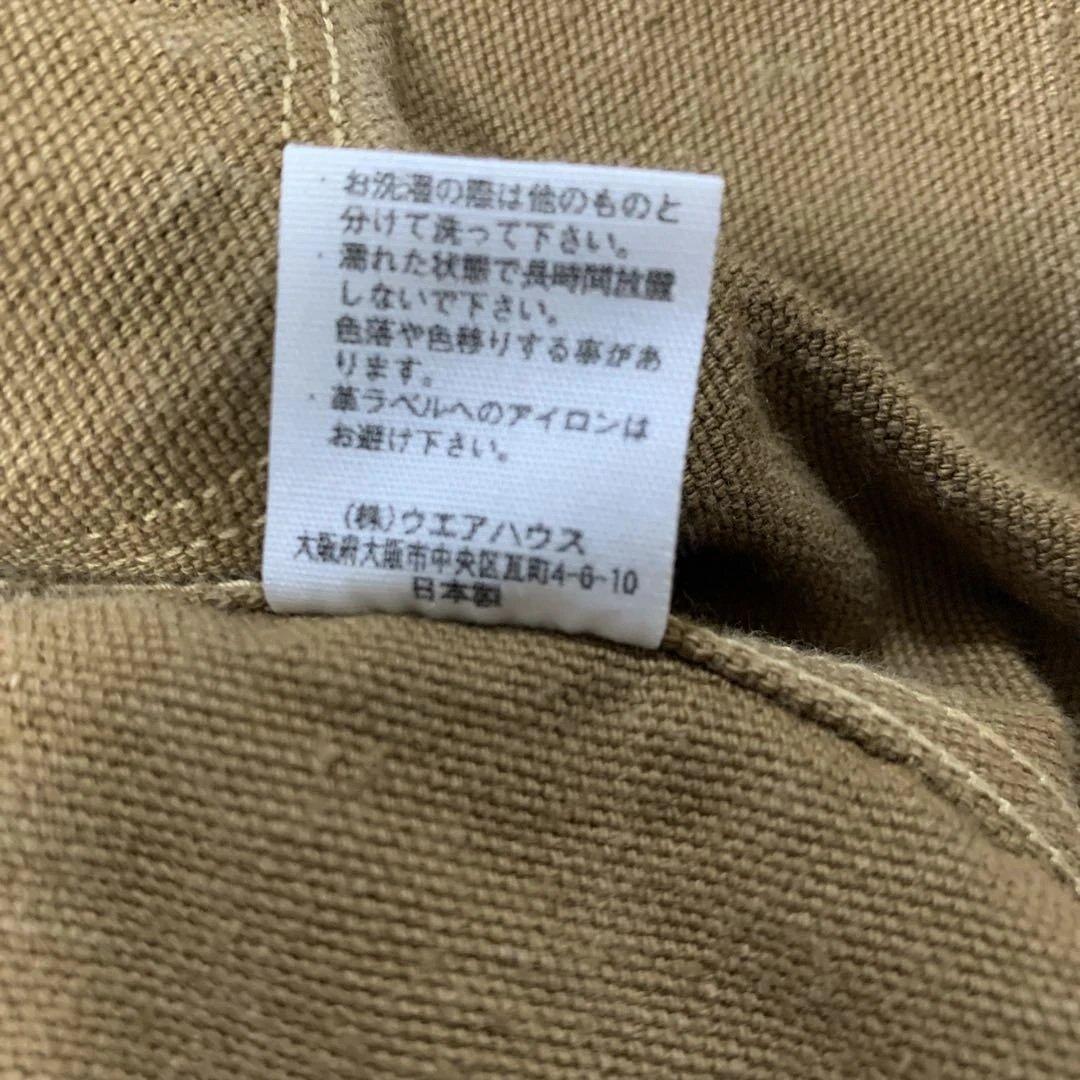 ・お洗濯の際は他のものと
分けて洗って下さい。
・濡れた状態で長時間放置
しないで下さい。
色落や色移りする事があ
ります。
・革ラベルへのアイロンは
お避け下さい。
(株)ウエアハウス
大阪府大阪市中央区瓦町4-6-10
日本製